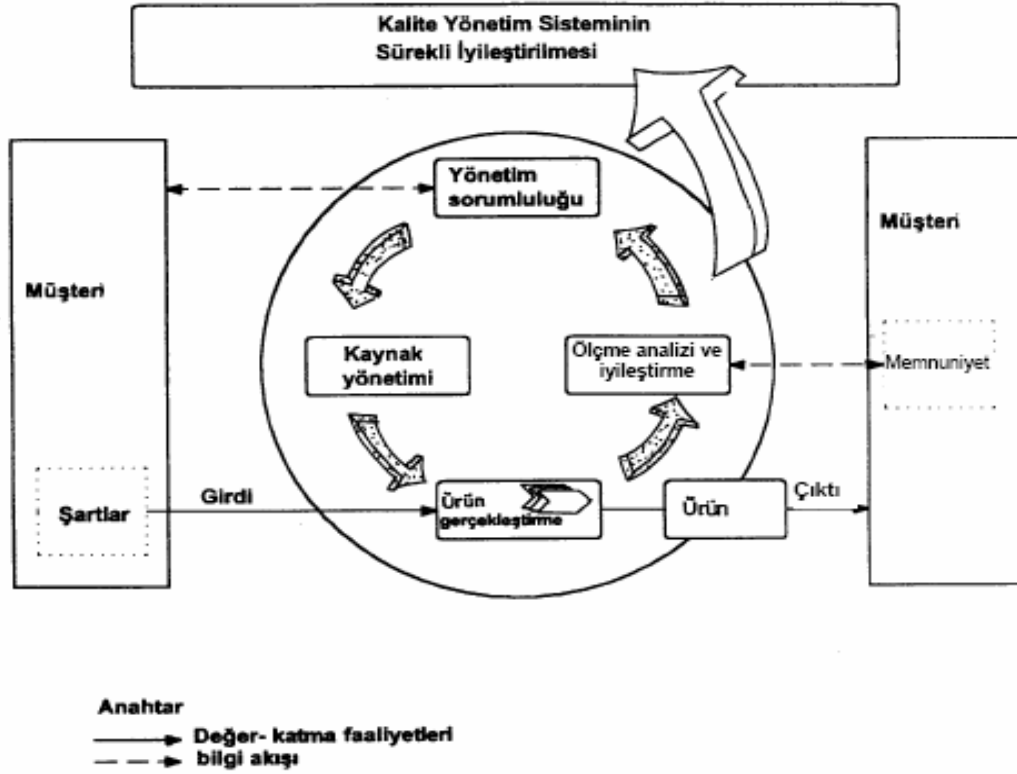 Kalite Yönetim Sisteminin
Sürekli İyileştirilmesi
Yönetim
sorumluluğu
Müşteri
Müşteri
Kaynak
yönetimi
Ölçme analizi ve
iyileştirme
Memnuniyet
Şartlar
Girdi
Ürün
gerçekleştirme
Ürün
Çıktı
Anahtar
Değer- katma faaliyetleri
bilgi akışı